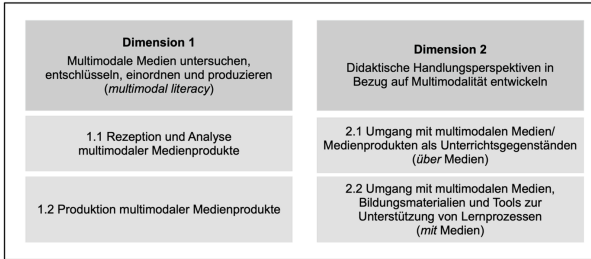 Dimension 1
Multimodale Medien untersuchen,
entschlüsseln, einordnen und produzieren
(multimodal literacy)
1.1 Rezeption und Analyse
multimodaler Medienprodukte
1.2 Produktion multimodaler Medienprodukte
Dimension 2
Didaktische Handlungsperspektiven in
Bezug auf Multimodalität entwickeln
2.1 Umgang mit multimodalen Medien/
Medienprodukten als Unterrichtsgegenständen
(über Medien)
2.2 Umgang mit multimodalen Medien,
Bildungsmaterialien und Tools zur
Unterstützung von Lernprozessen
(mit Medien)